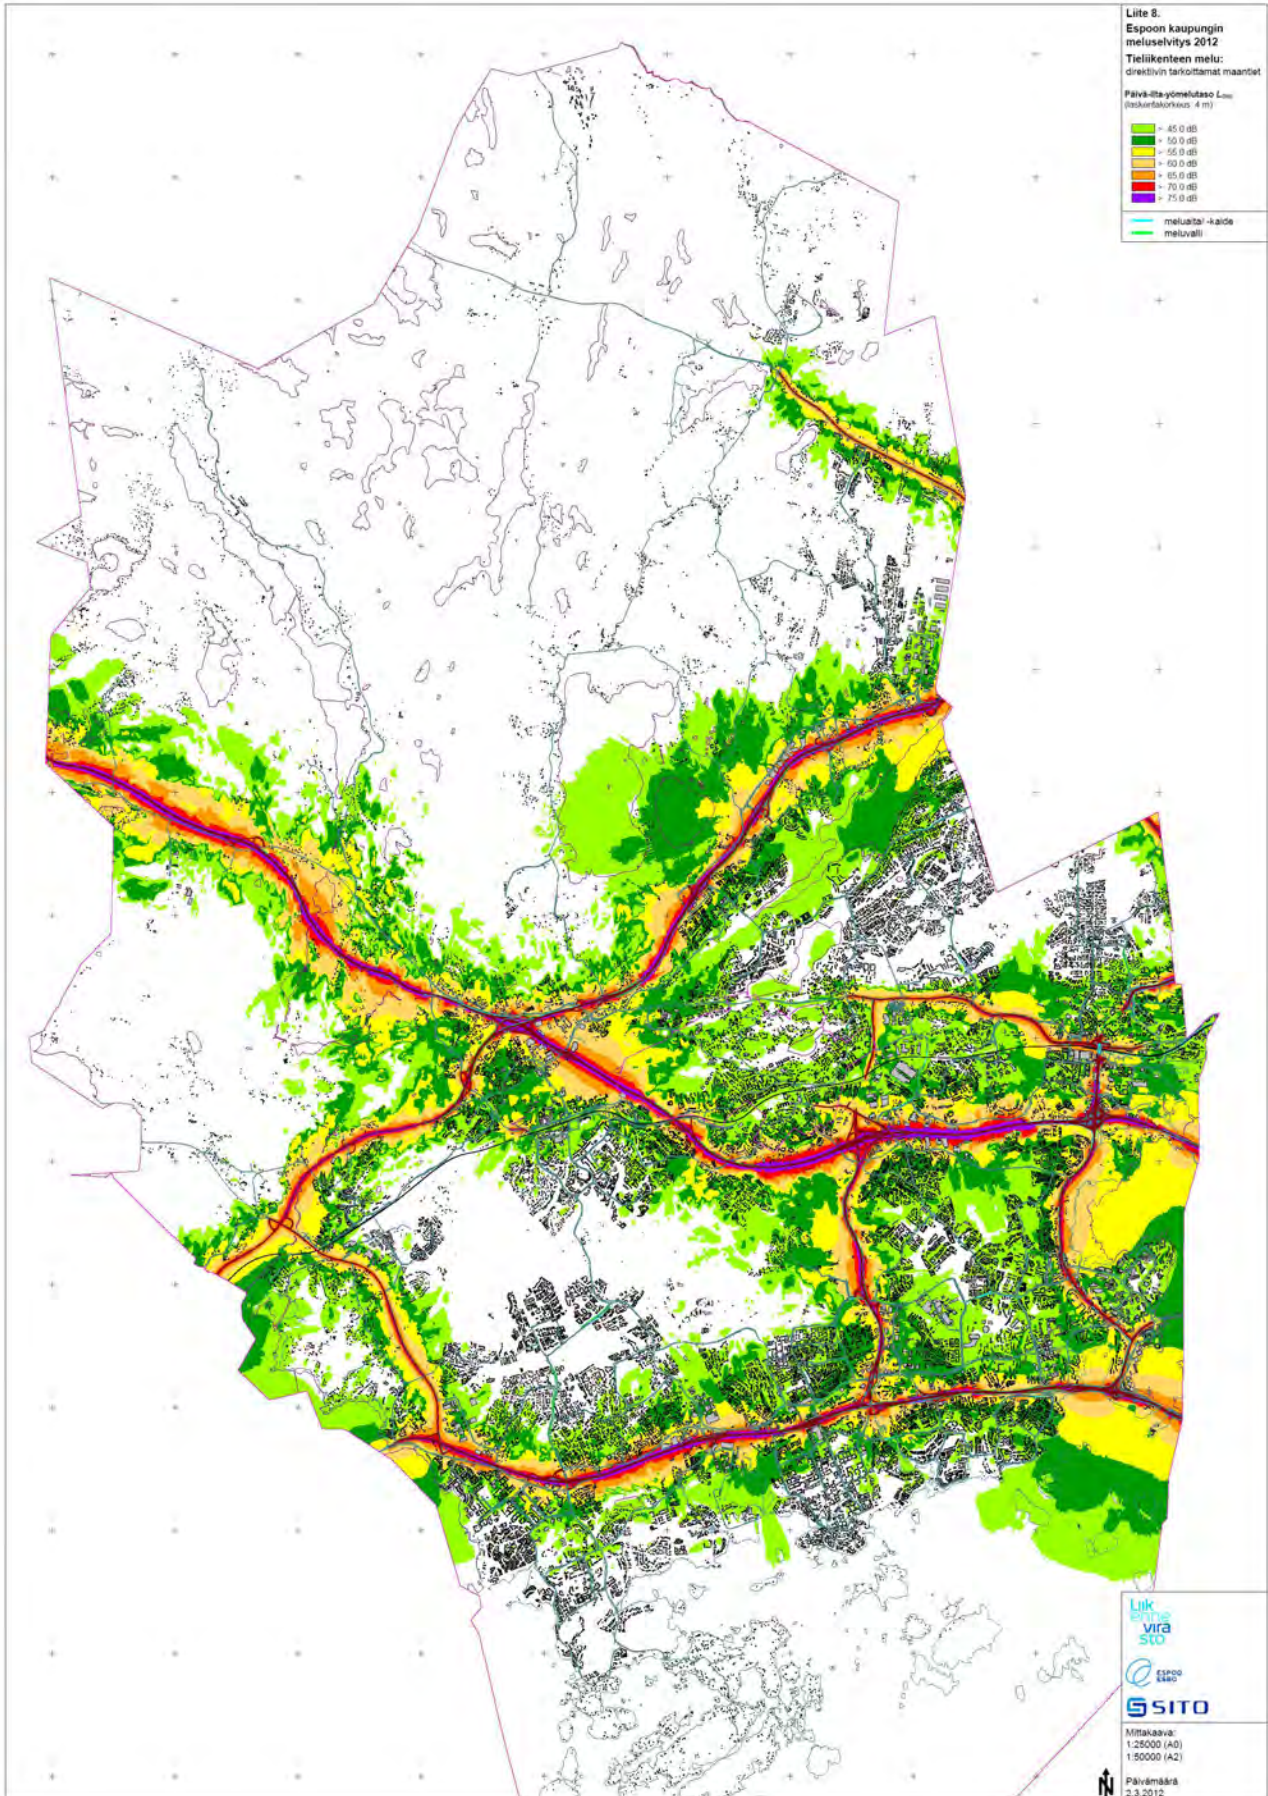 Liite 8.
Espoon kaupungin
meluselvitys 2012
Tieliikenteen melu:
direktiivin tarkoittamat maantiet
Päivä-ilta-yömelutaso
(laskentakorkeus 4 m)
> 45.0 dB
> 50.0 dB
> 55.0 dB
> 60.0 dB
> 65.0 dB
> 70.0 dB
> 75.0 dB
meluaita/ -kaide
meluvalli
Liik
enne
vira
sto
ESPOO
ESBO
SITO
Mittakaava:
1:25000 (A0)
1:50000 (A2)
N
Päivämäärä
2.3.2012